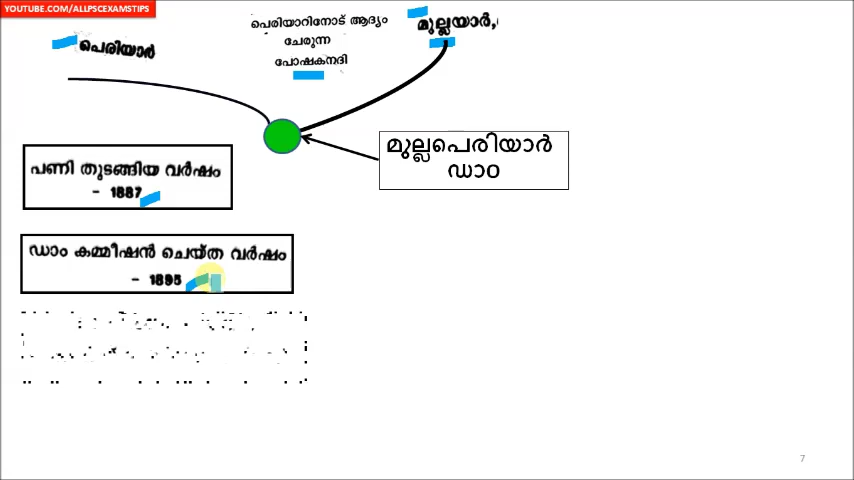 YOUTUBE.COM/ALLPSCEXAMSTIPS
പെരിയാർ
പെരിയാറിനോട് ആദ്യം
ചേരുന്ന
പോഷകനദി
മുല്ലയാർ,
മുല്ലപെരിയാർ
ഡാം
പണി തുടങ്ങിയ വർഷം
- 1887
ഡാം കമ്മീഷൻ ചെയ്ത വർഷം
- 1895
7